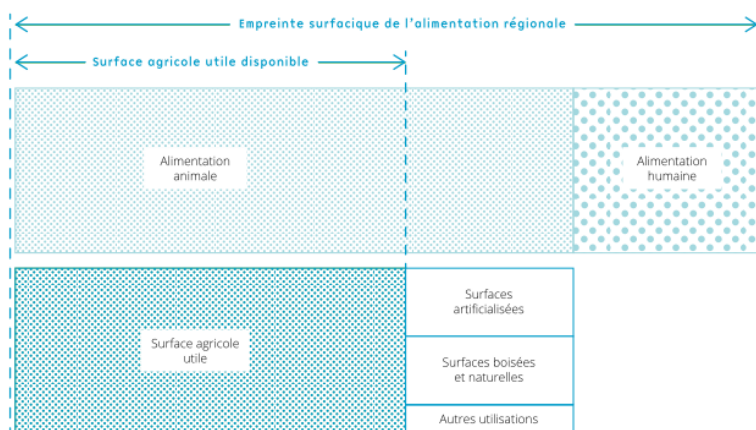 Empreinte surfacique de l'alimentation régionale
Surface agricole utile disponible
Alimentation
animale
Alimentation
humaine
Surface agricole
utile
Surfaces
artificialisées
Surfaces boisées
et naturelles
Autres utilisations